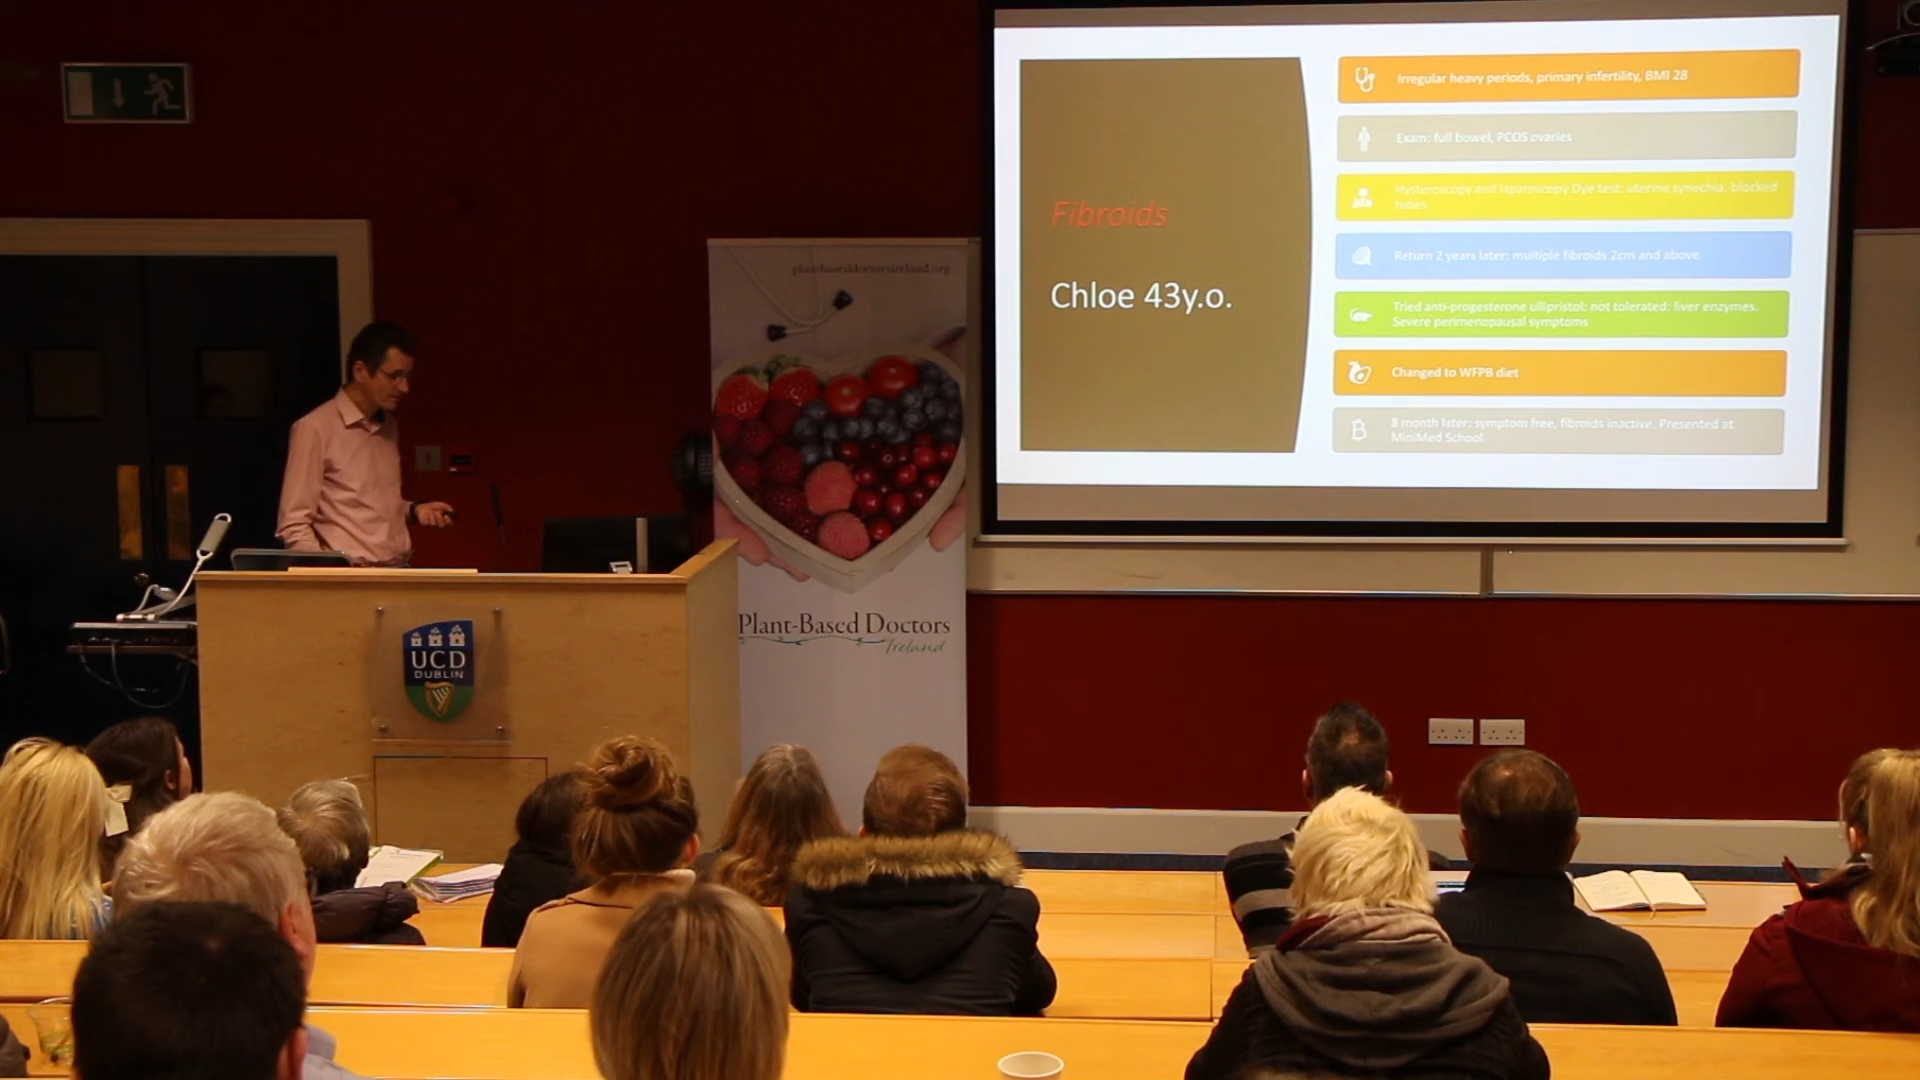 Fibroids
Chloe 43y.o.
Irregular heavy periods, primary infertility, BMI 28
Exam: full bowel, PCOS ovaries
Hysteroscopy and laparoscopy Dye test: uterine synechia, blocked
tubes
Return 2 years later: multiple fibroids 2cm and above
Tried anti-progesterone ullipristol: not tolerated: liver enzymes.
Severe perimenopausal symptoms
Changed to WFPB diet
8 month later: symptom free, fibroids inactive. Presented at
MiniMed School
plantbaseddoctorsireland.org
Plant-Based Doctors
Ireland
UCD
DUBLIN